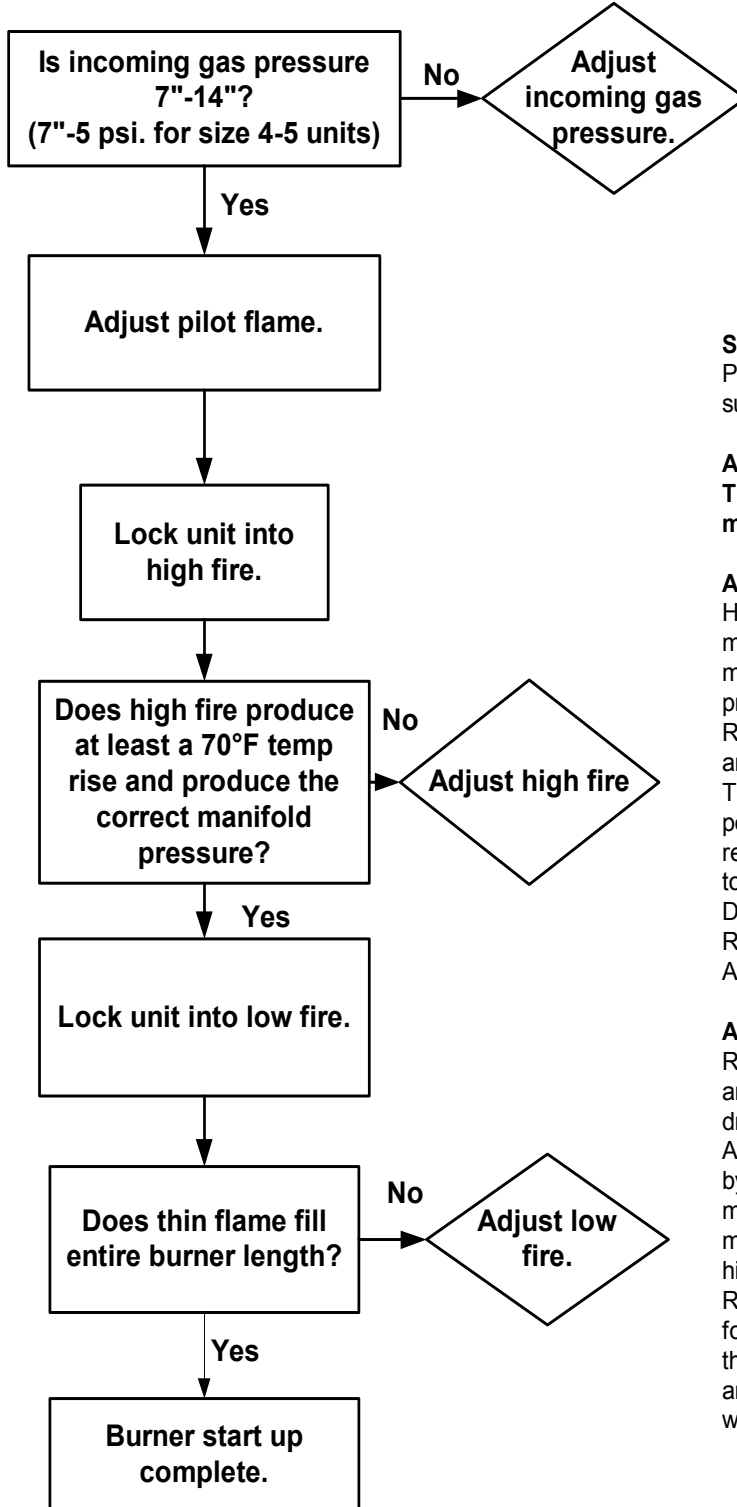 Is incoming gas pressure
7"-14"?
(7"-5 psi. for size 4-5 units)
No
Adjust
incoming gas
pressure.
Yes
Adjust pilot flame.
Lock unit into
high fire.
Does high fire produce
at least a 70°F temp
rise and produce the
correct manifold
pressure?
No
Adjust high fire
Yes
Lock unit into low fire.
Does thin flame fill
entire burner length?
No
Adjust low
fire.
Yes
Burner start up
complete.